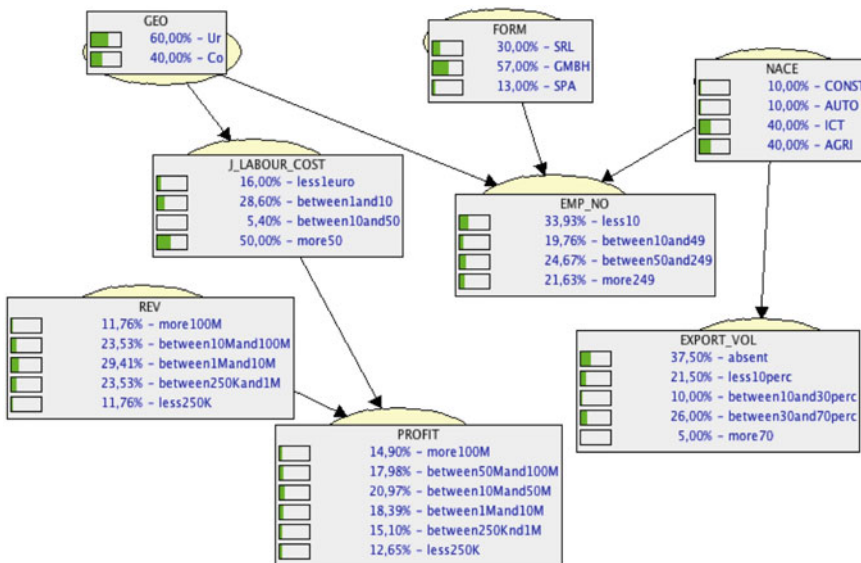 GEO
60,00% - Ur
40,00% - Co
FORM
30,00% - SRL
57,00% - GMBH
13,00% - SPA
NACE
10,00% - CONST
10,00% - AUTO
40,00% - ICT
40,00% - AGRI
J_LABOUR_COST
16,00% - less1euro
28,60% - between1and10
5,40% - between10and50
50,00% - more50
EMP_NO
33,93% - less10
19,76% - between10and49
24,67% - between50and249
21,63% - more249
REV
11,76% - more100M
23,53% - between10Mand100M
29,41% - between1Mand10M
23,53% - between250Kand1M
11,76% - less250K
EXPORT_VOL
37,50% - absent
21,50% - less10perc
10,00% - between10and30perc
26,00% - between30and70perc
5,00% - more70
PROFIT
14,90% - more100M
17,98% - between50Mand100M
20,97% - between10Mand50M
18,39% - between1Mand10M
15,10% - between250Knd1M
12,65% - less250K